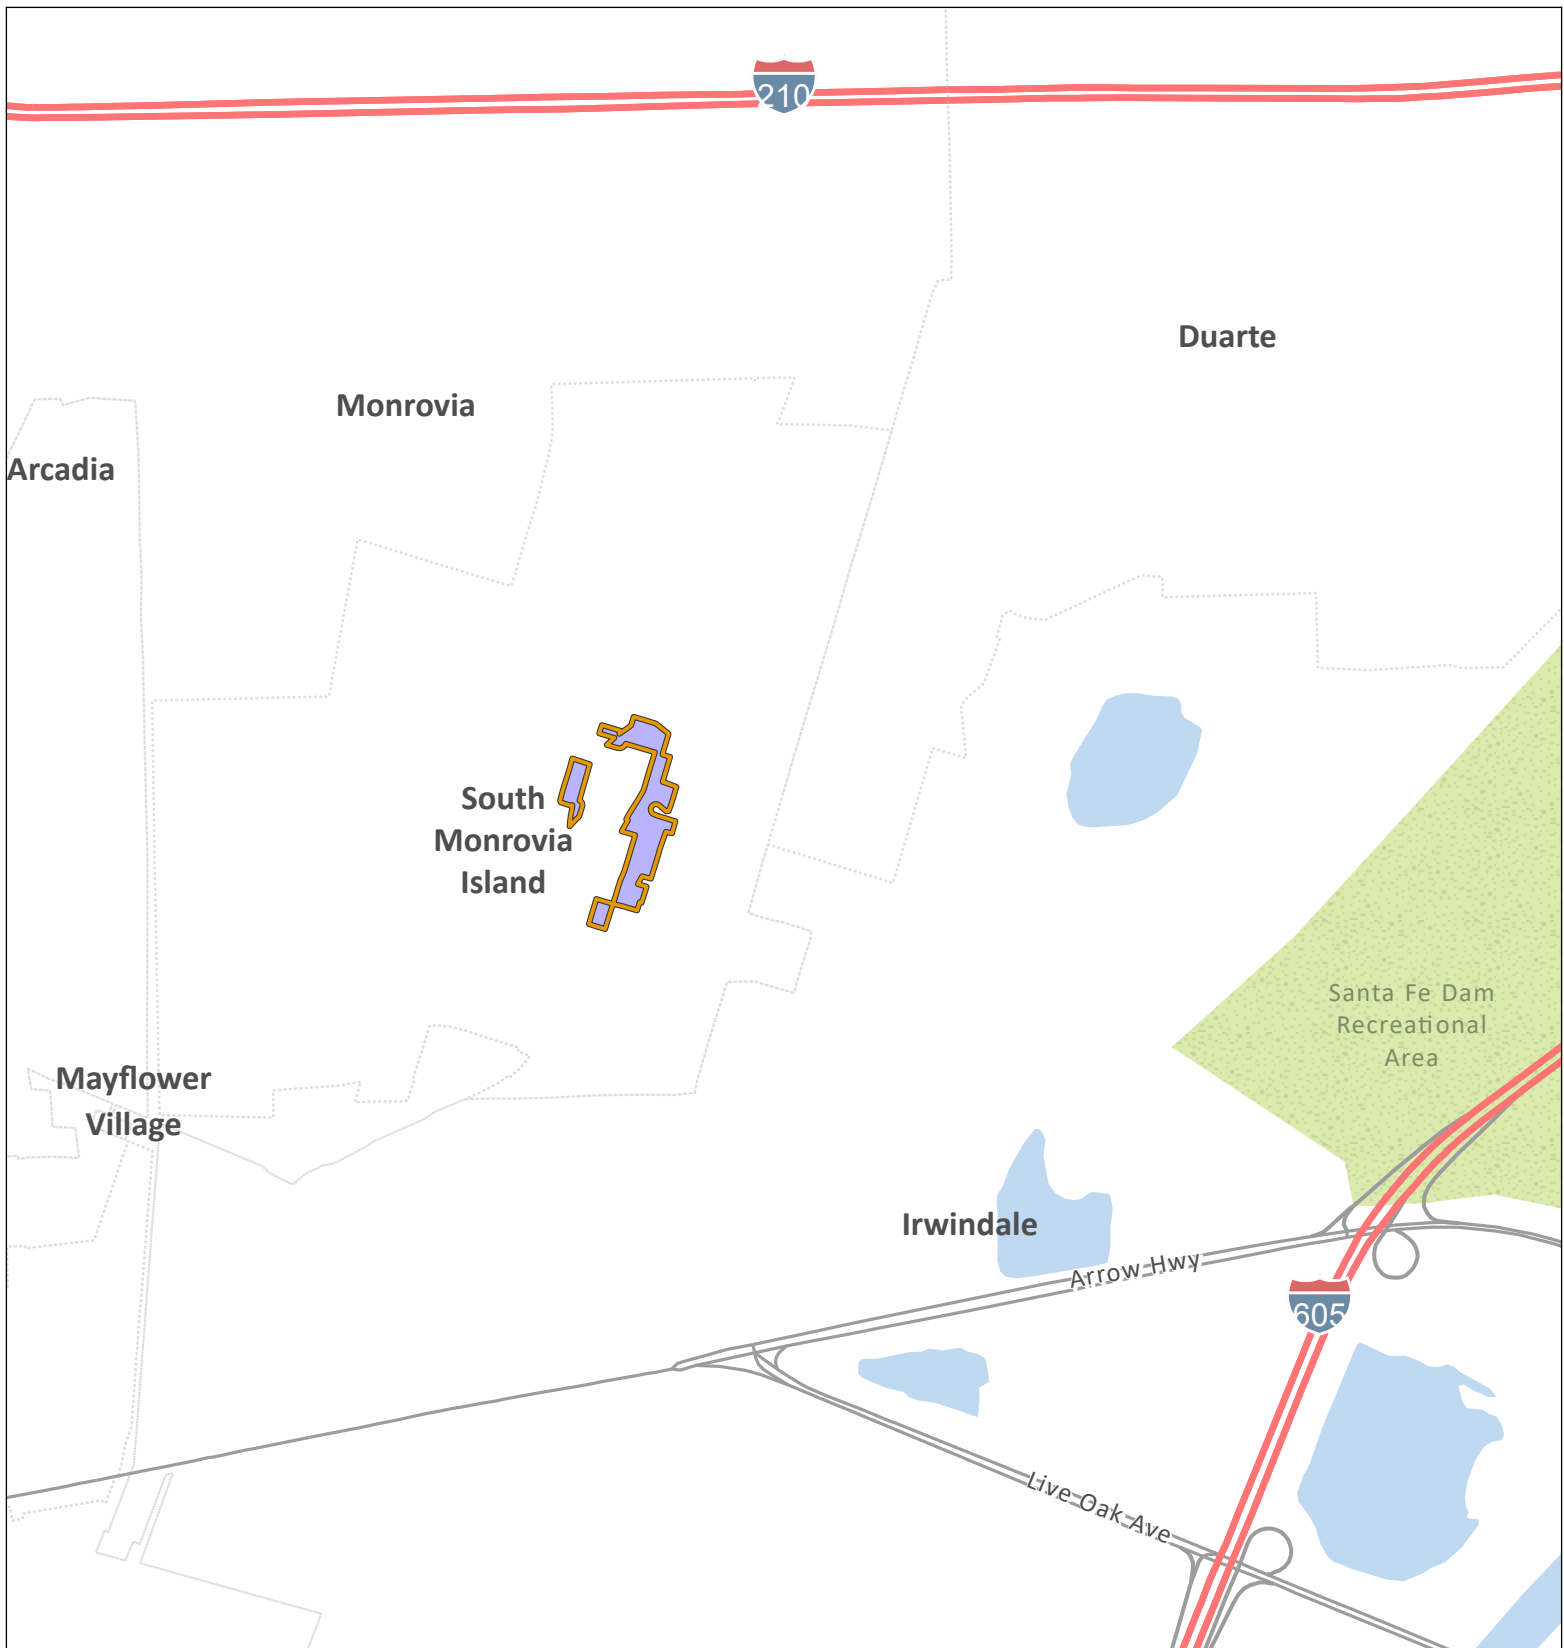 210
Duarte
Monrovia
Arcadia
South
Monrovia
Island
Santa Fe Dam
Recreational
Area
Mayflower
Village
Irwindale
Arrow Hwy
605
Live Oak Ave